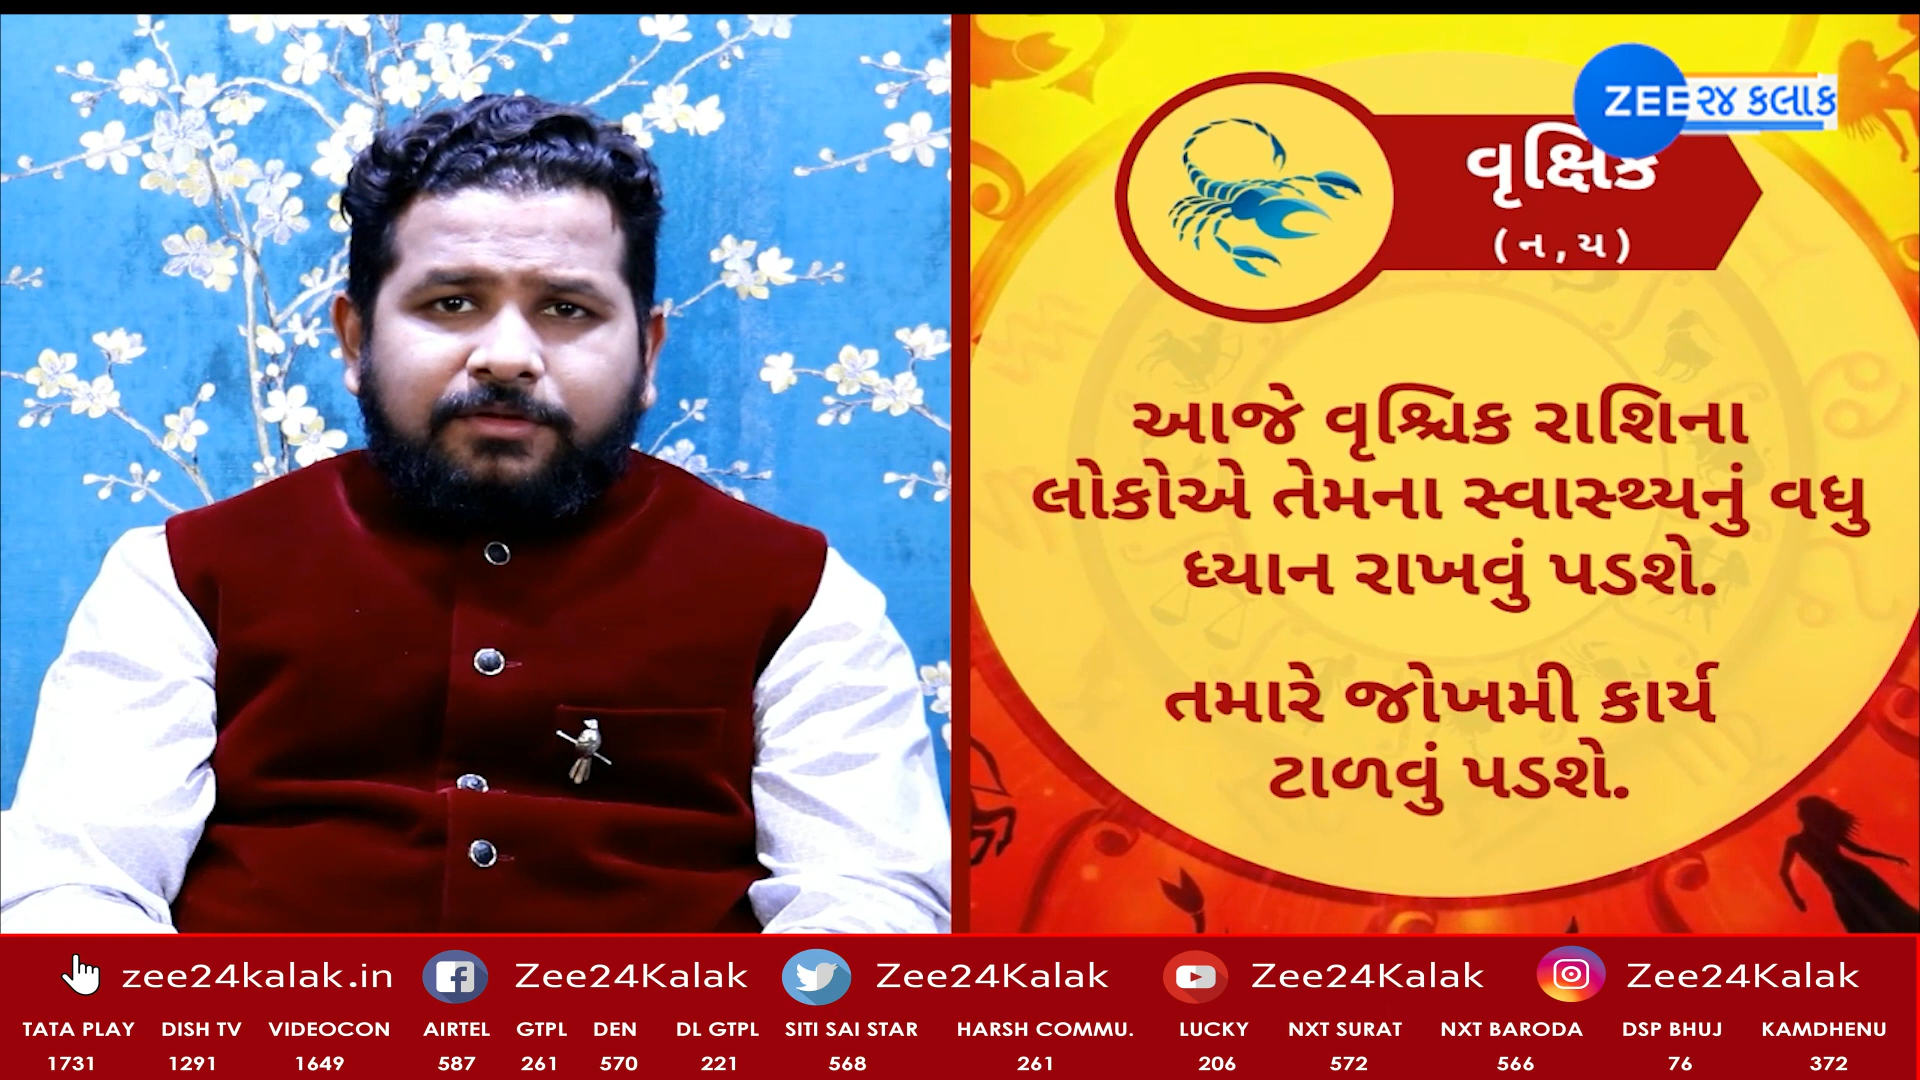 ZEE ૨૪ કલાક
વૃક્ષિક
( ન , ય )
આજે વૃશ્ચિક રાશિના
લોકોએ તેમના સ્વાસ્થ્યનું વધુ
ધ્યાન રાખવું પડશે.
તમારે જોખમી કાર્ય
ટાળવું પડશે.
zee24kalak.in Zee24Kalak Zee24Kalak Zee24Kalak Zee24Kalak
TATA PLAY DISH TV VIDEOCON AIRTEL GTPL DEN DL GTPL SITI SAI STAR HARSH COMMU. LUCKY NXT SURAT NXT BARODA DSP BHUJ KAMDHENU
1731 1291 1649 587 261 570 221 568 261 206 572 566 76 372